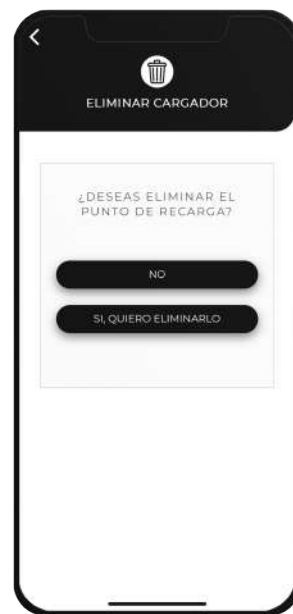 ELIMINAR CARGADOR
¿DESEAS ELIMINAR EL
PUNTO DE RECARGA?
NO
SI, QUIERO ELIMINARLO